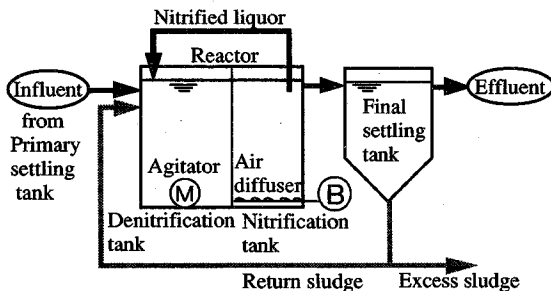 Nitrified liquor
Reactor
Influent
from
Primary
settling
tank
Agitator
M
Denitrification
tank
Air
diffuser
B
Nitrification
tank
Final
settling
tank
Effluent
Return sludge
Excess sludge